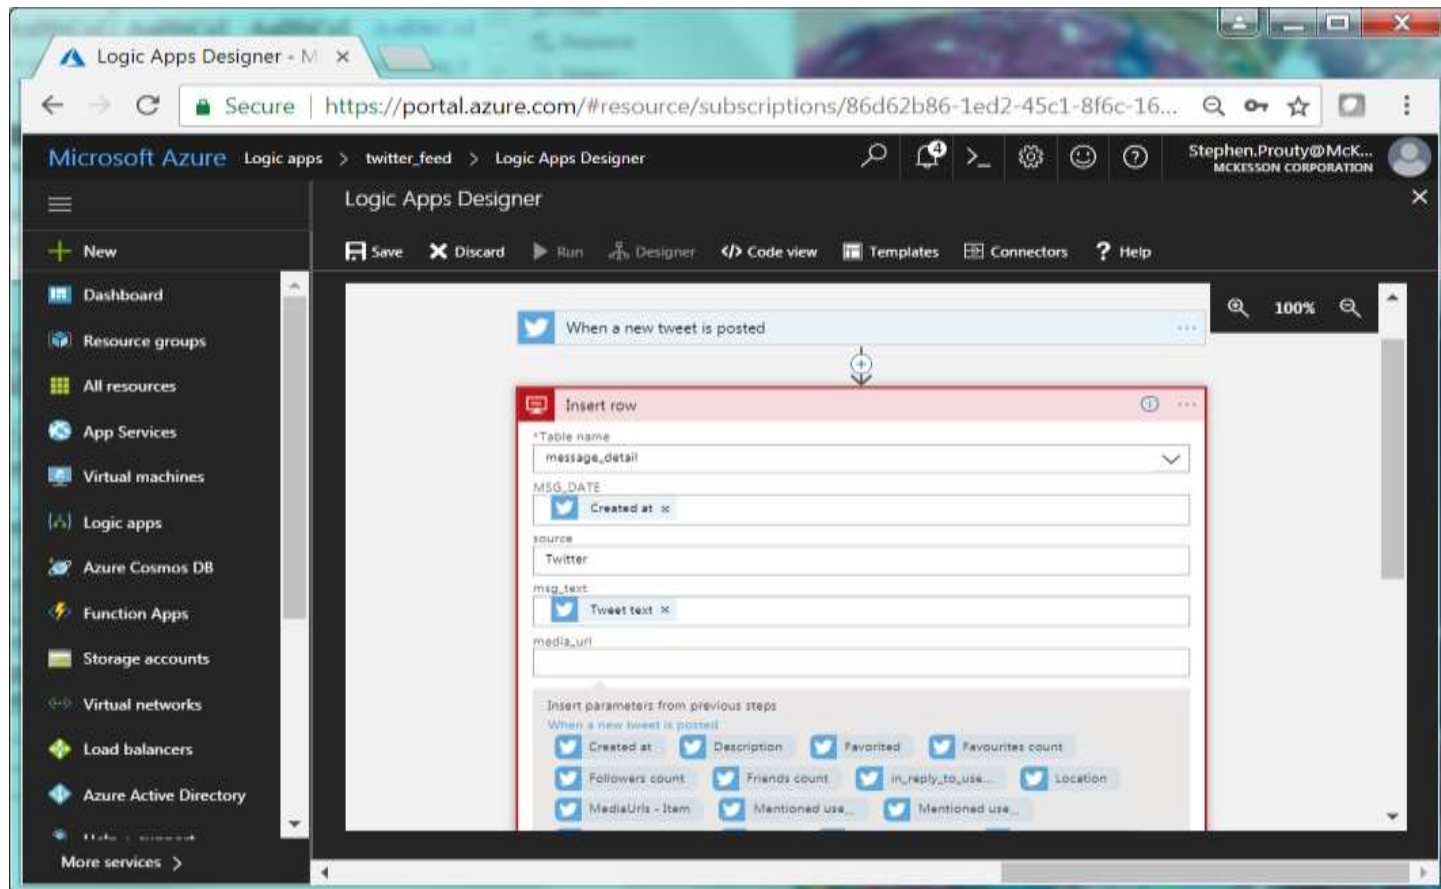 Logic Apps Designer - M
Secure https://portal.azure.com/#resource/subscriptions/86d62b86-1ed2-45c1-8f6c-16...
Microsoft Azure Logic apps > twitter_feed > Logic Apps Designer
4
Stephen.Prouty@McK...
MCKESSON CORPORATION
Logic Apps Designer
New
Save Discard Run Designer </> Code view Templates Connectors ? Help
Dashboard
Resource groups
All resources
App Services
Virtual machines
Logic apps
Azure Cosmos DB
Function Apps
Storage accounts
Virtual networks
Load balancers
Azure Active Directory
More services >
100%
When a new tweet is posted
Insert row
*Table name
message_detail
MSG_DATE
Created at ×
source
Twitter
msg_text
Tweet text ×
media_url
Insert parameters from previous steps
When a new tweet is posted
Created at Description Favorited Favourites count
Followers count Friends count in_reply_to_use... Location
MediaUrls - Item Mentioned use... Mentioned use...